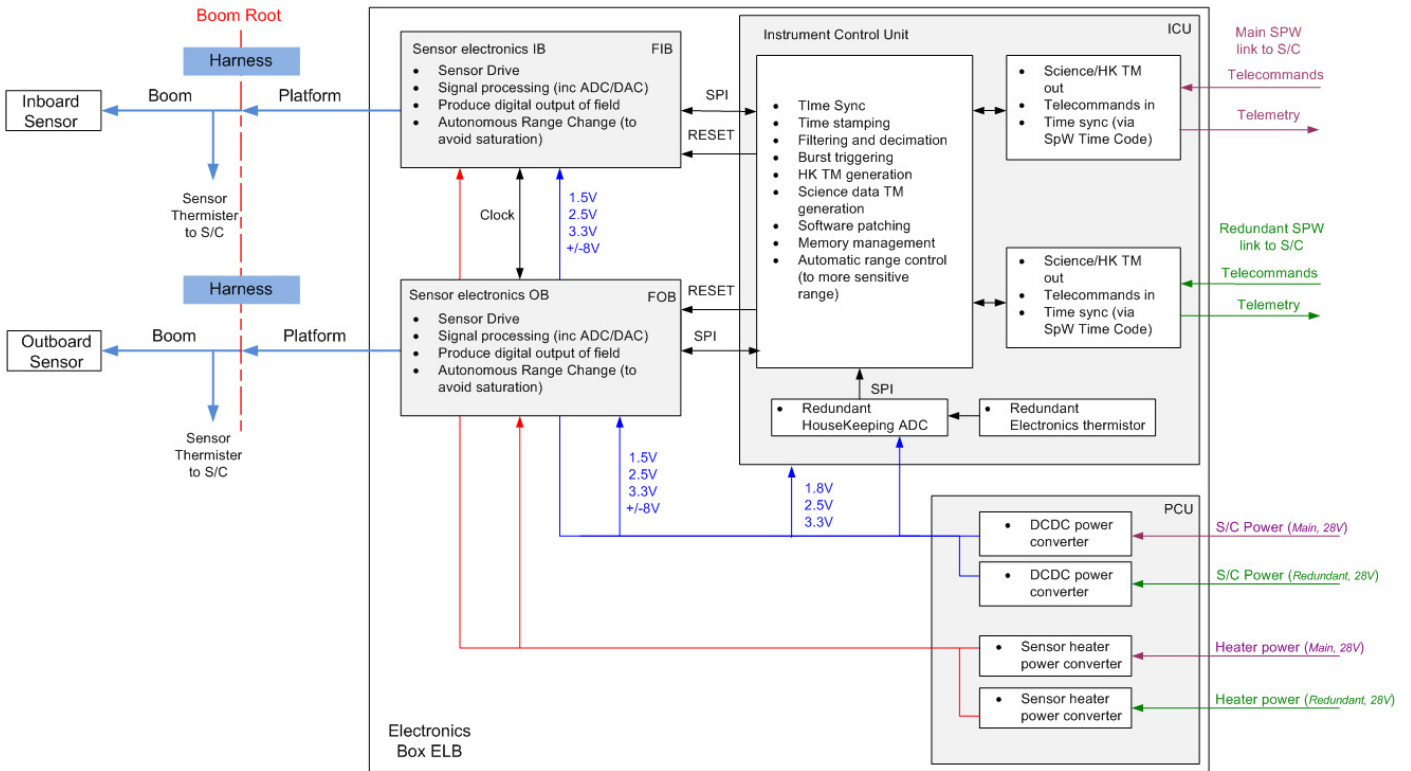 Boom Root
Harness
Inboard
Sensor
Boom
Platform
Sensor
Thermister
to S/C
Harness
Outboard
Sensor
Boom
Platform
Sensor
Thermister
to S/C
Sensor electronics IB
FIB
• Sensor Drive
• Signal processing (inc ADC/DAC)
• Produce digital output of field
• Autonomous Range Change (to
avoid saturation)
SPI
RESET
Clock
1.5V
2.5V
3.3V
+/-8V
Sensor electronics OB
FOB
• Sensor Drive
• Signal processing (inc ADC/DAC)
• Produce digital output of field
• Autonomous Range Change (to
avoid saturation)
RESET
SPI
1.5V
2.5V
3.3V
+/-8V
Instrument Control Unit
ICU
• TIme Sync
• Time stamping
• Filtering and decimation
• Burst triggering
• HK TM generation
• Science data TM
generation
• Software patching
• Memory management
• Automatic range control
(to more sensitive
range)
• Science/HK TM
out
• Telecommands in
• Time sync (via
SpW Time Code)
• Science/HK TM
out
• Telecommands in
• Time sync (via
SpW Time Code)
SPI
• Redundant
HouseKeeping ADC
• Redundant
Electronics thermistor
1.8V
2.5V
3.3V
Main SPW
link to S/C
Telecommands
Telemetry
Redundant SPW
link to S/C
Telecommands
Telemetry
PCU
• DCDC power
converter
• DCDC power
converter
• Sensor heater
power converter
• Sensor heater
power converter
S/C Power (Main, 28V)
S/C Power (Redundant, 28V)
Heater power (Main, 28V)
Heater power (Redundant, 28V)
Electronics
Box ELB